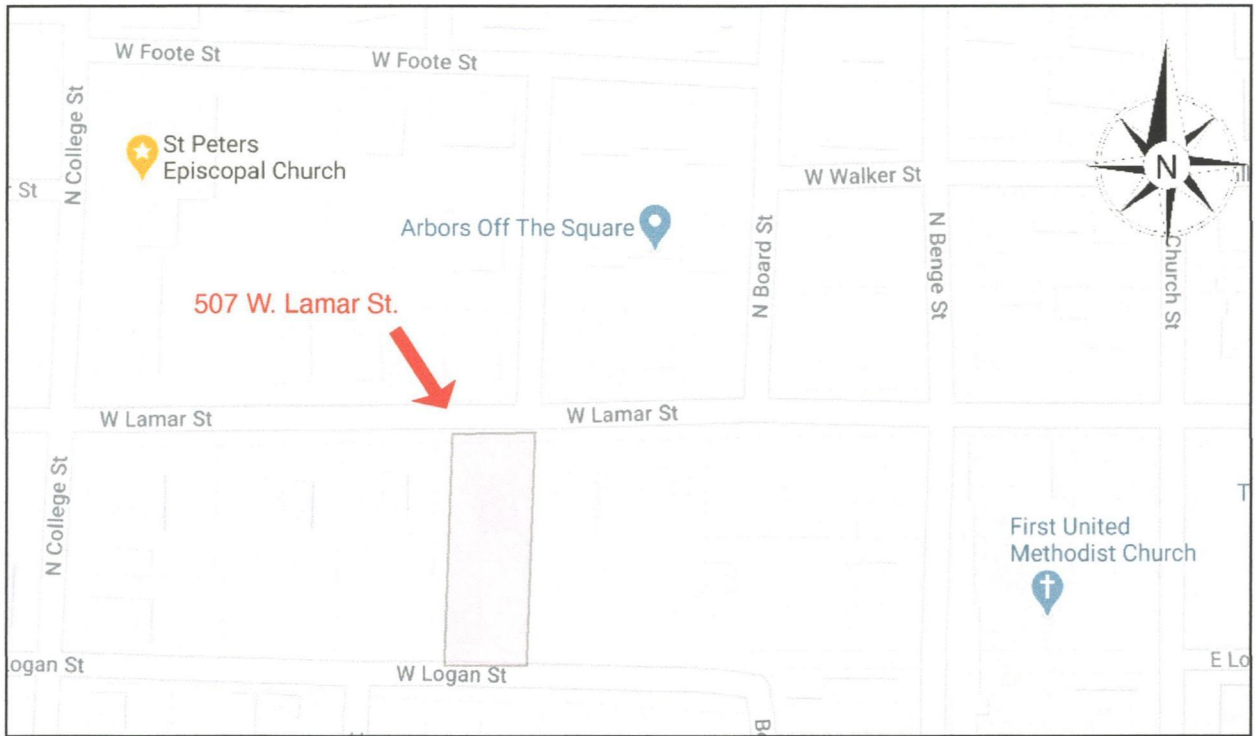 W Foote St
W Foote St
N College St
St Peters
Episcopal Church
St
W Walker St
N
Arbors Off The Square
N Board St
N Benge St
Church St
507 W. Lamar St.
W Lamar St
W Lamar St
N College St
First United
Methodist Church
T
ogan St
W Logan St
E Lo